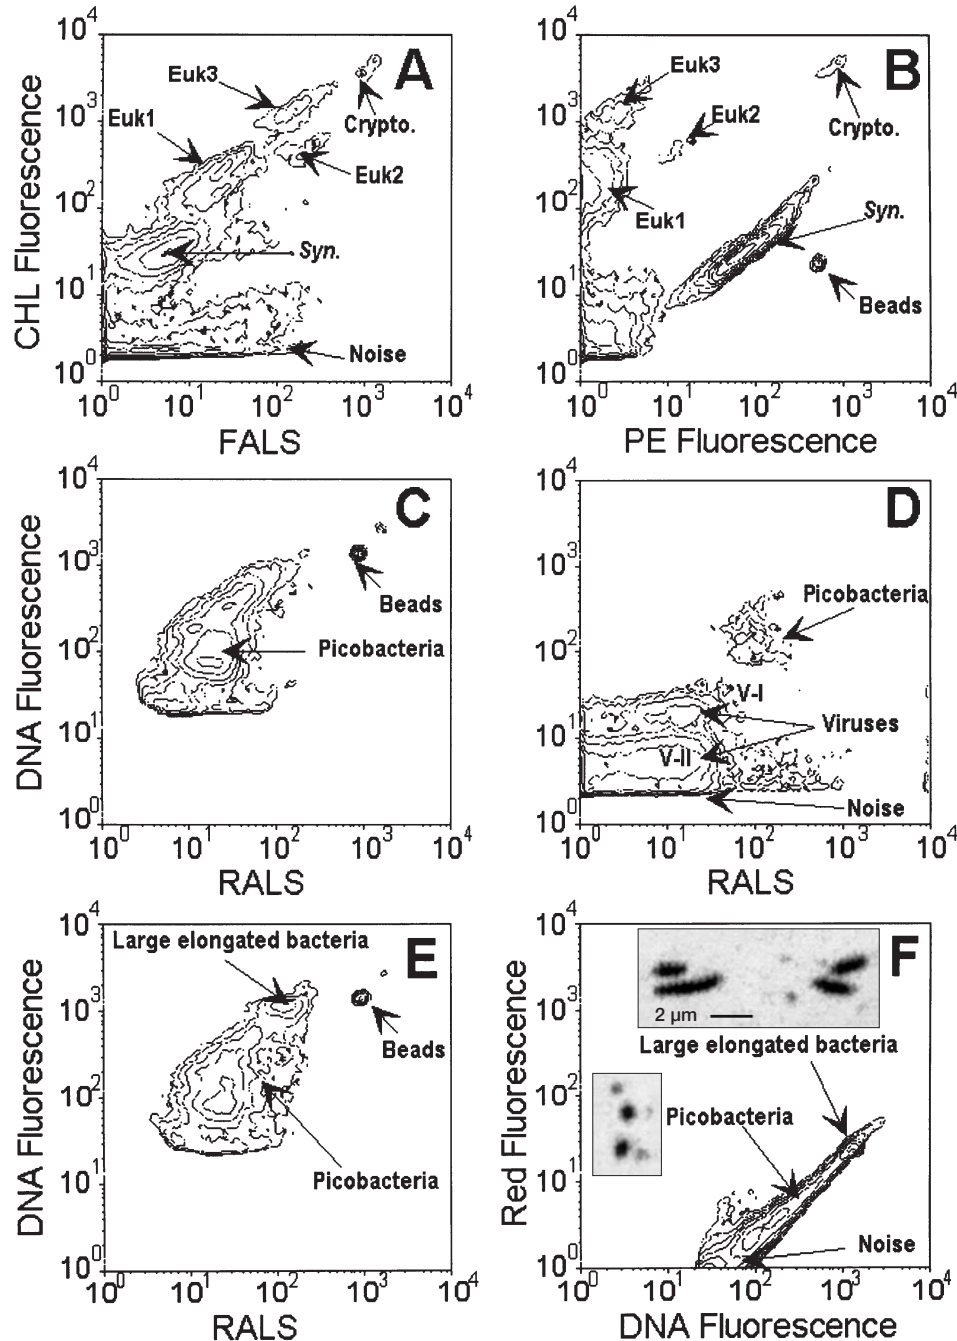 A
CHL Fluorescence
10^4
10^3
10^2
10^1
10^0
Euk3
Euk1
Crypto.
Euk2
Syn.
Noise
10^0 10^1 10^2 10^3 10^4
FALS
B
10^4
10^3
10^2
10^1
10^0
Euk3
Euk2
Crypto.
Euk1
Syn.
Beads
10^0 10^1 10^2 10^3 10^4
PE Fluorescence
C
DNA Fluorescence
10^4
10^3
10^2
10^1
10^0
Beads
Picobacteria
10^0 10^1 10^2 10^3 10^4
RALS
D
10^4
10^3
10^2
10^1
10^0
Picobacteria
V-I
Viruses
V-II
Noise
10^0 10^1 10^2 10^3 10^4
RALS
E
DNA Fluorescence
10^4
10^3
10^2
10^1
10^0
Large elongated bacteria
Beads
Picobacteria
10^0 10^1 10^2 10^3 10^4
RALS
F
Red Fluorescence
10^4
10^3
10^2
10^1
10^0
2 µm
Large elongated bacteria
Picobacteria
Noise
10^0 10^1 10^2 10^3 10^4
DNA Fluorescence